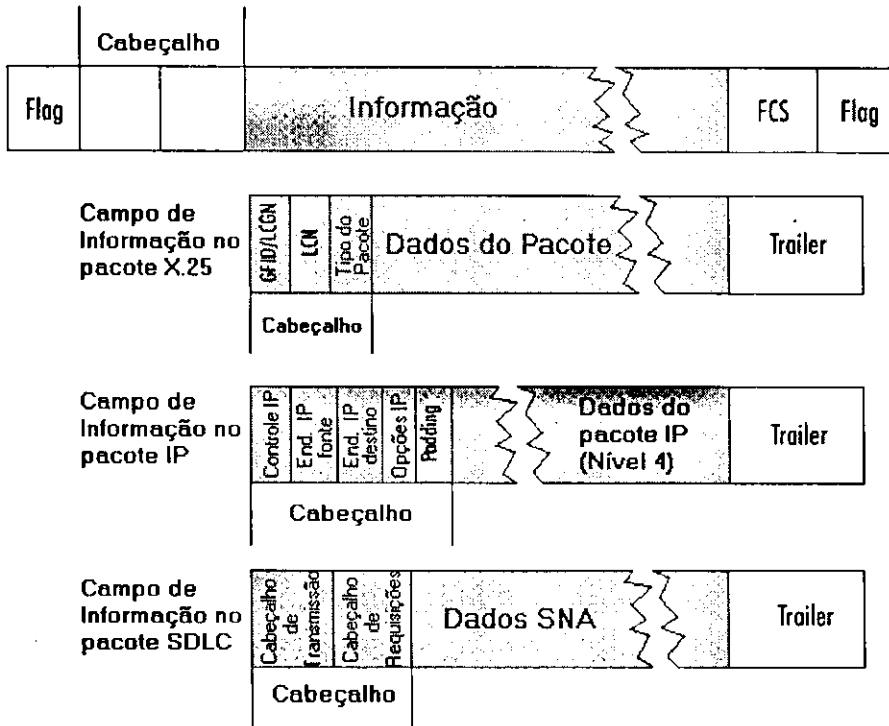 Cabeçalho
Flag
Informação
FCS
Flag
Campo de
Informação no
pacote X.25
GFID/LCGN
LCN
Tipo do
Pacote
Dados do Pacote
Trailer
Cabeçalho
Campo de
Informação no
pacote IP
Controle IP
End. IP
fonte
End. IP
destino
Opções IP
Padding
Dados do
pacote IP
(Nível 4)
Trailer
Cabeçalho
Campo de
Informação no
pacote SDLC
Cabeçalho
de
Transmissão
Cabeçalho
de
Requisições
Dados SNA
Trailer
Cabeçalho